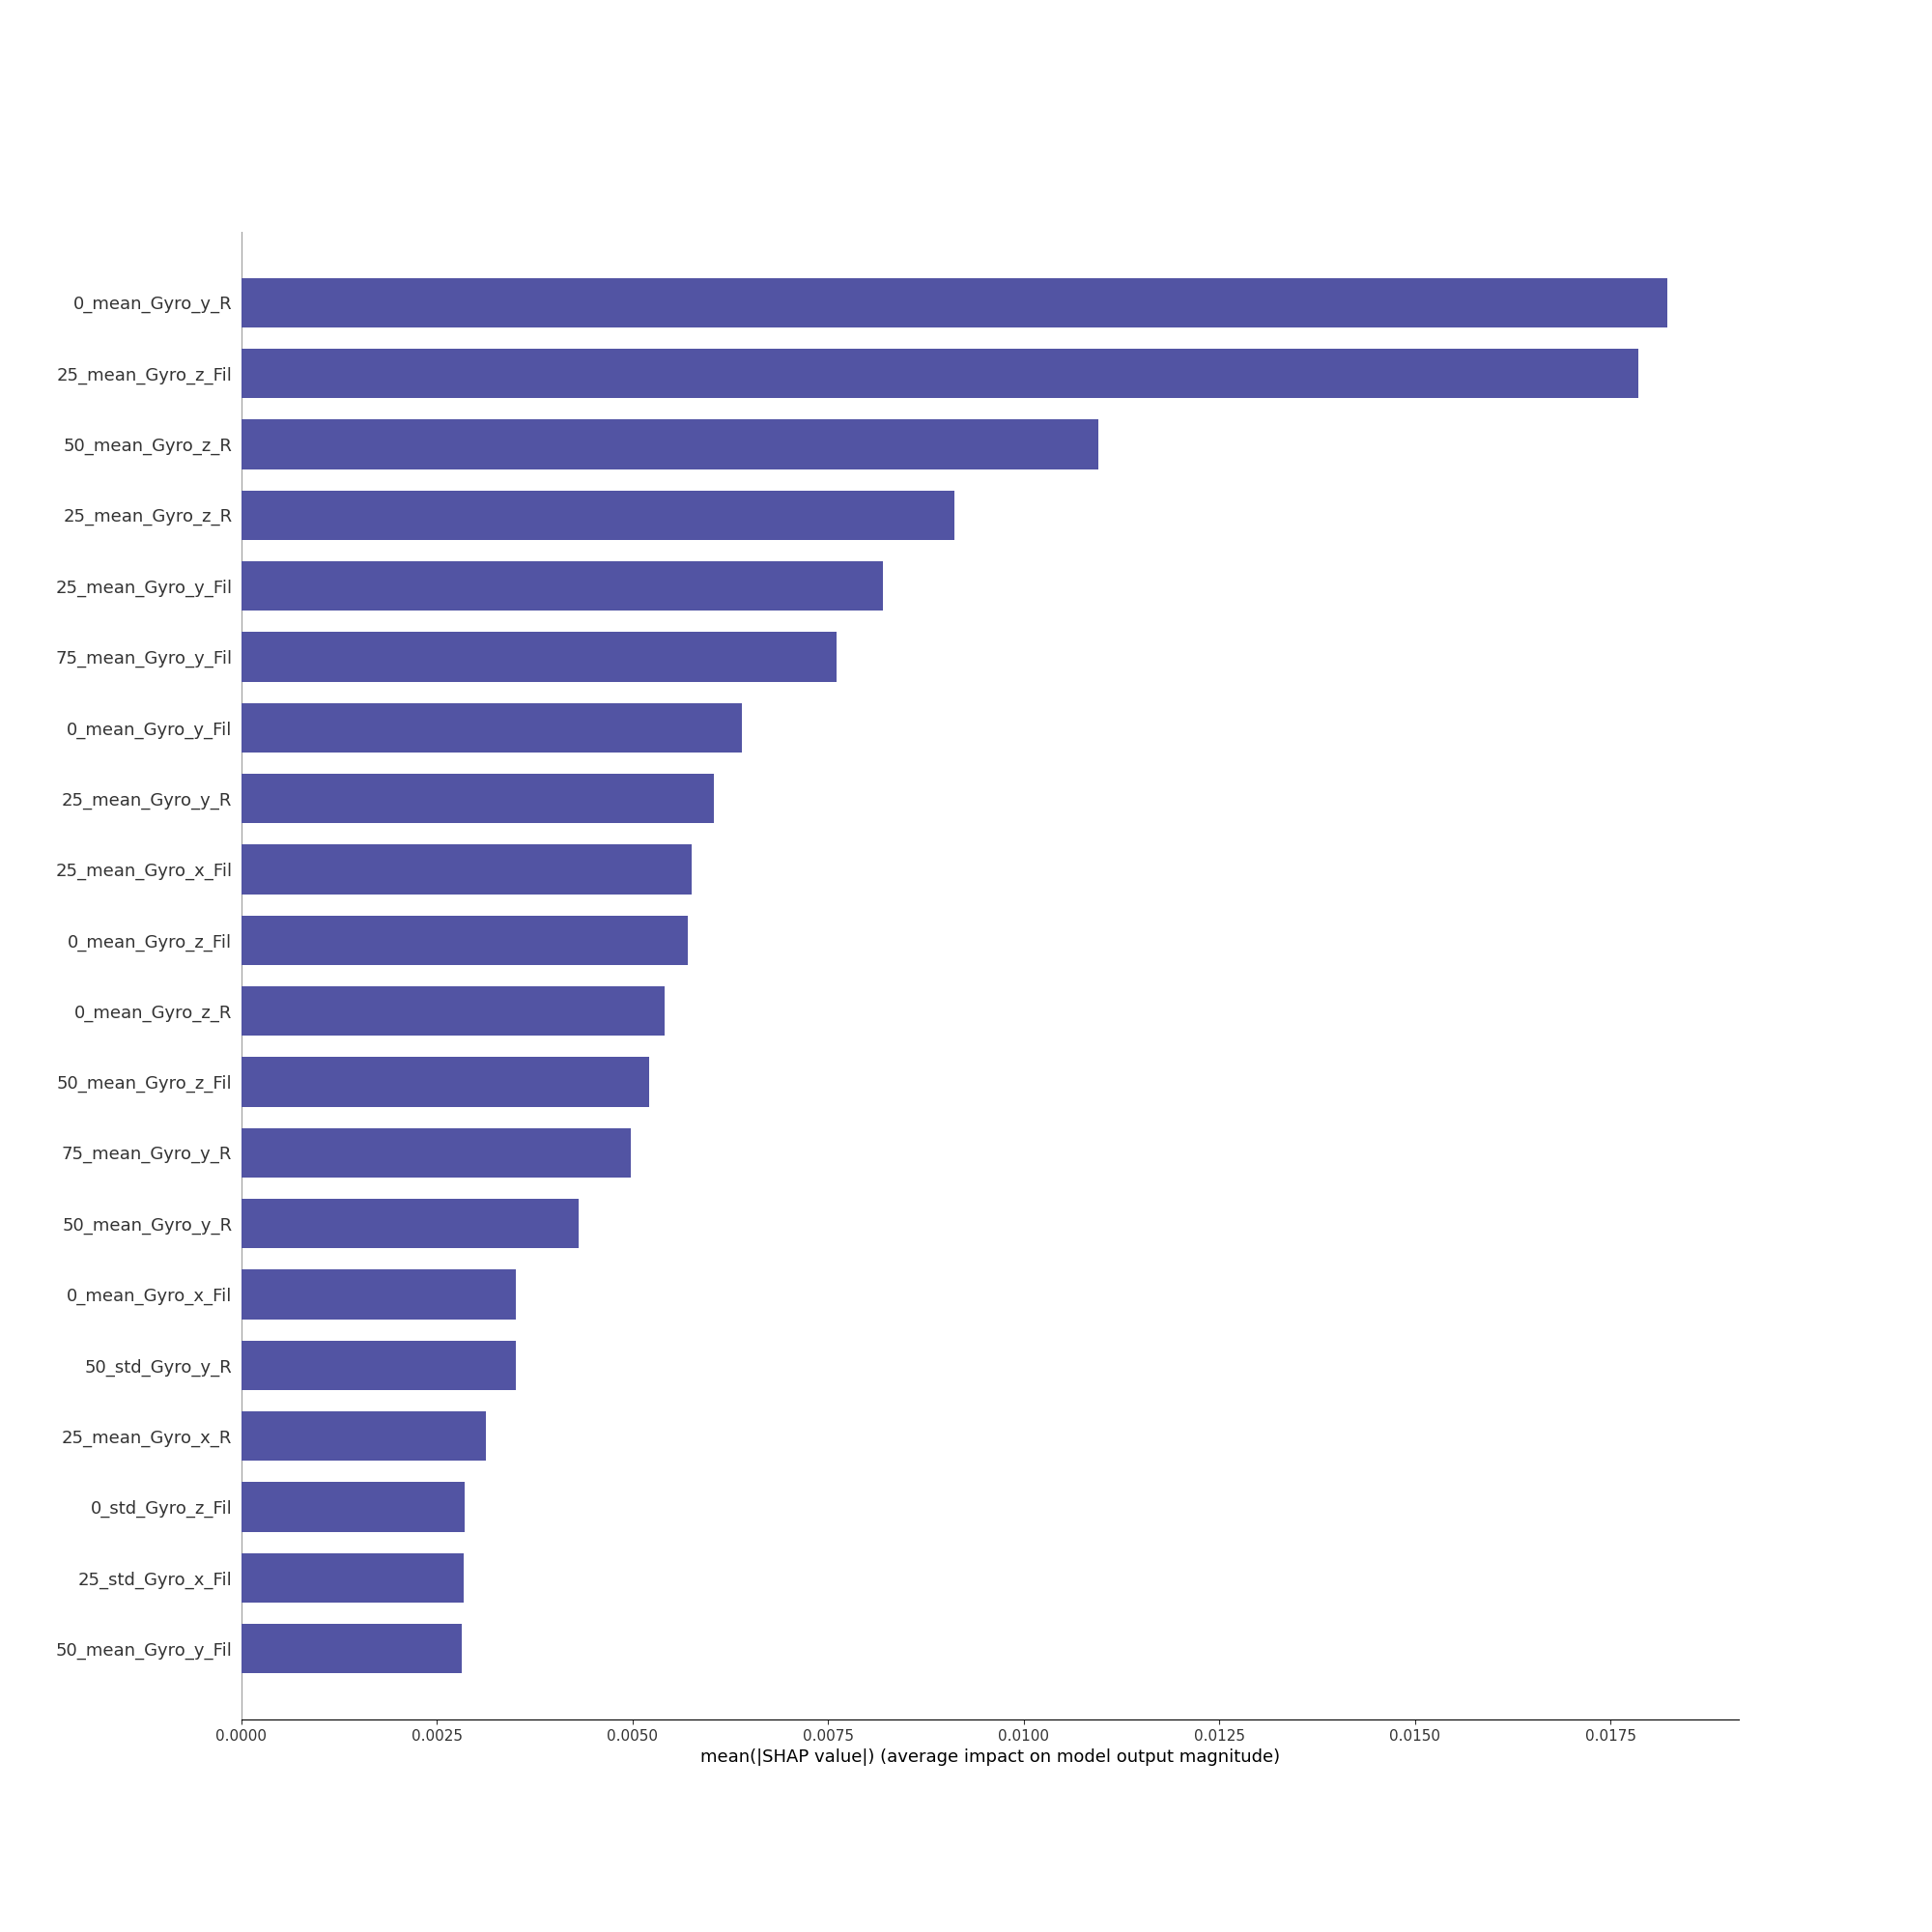 0_mean_Gyro_y_R
25_mean_Gyro_z_Fil
50_mean_Gyro_z_R
25_mean_Gyro_z_R
25_mean_Gyro_y_Fil
75_mean_Gyro_y_Fil
0_mean_Gyro_y_Fil
25_mean_Gyro_y_R
25_mean_Gyro_x_Fil
0_mean_Gyro_z_Fil
0_mean_Gyro_z_R
50_mean_Gyro_z_Fil
75_mean_Gyro_y_R
50_mean_Gyro_y_R
0_mean_Gyro_x_Fil
50_std_Gyro_y_R
25_mean_Gyro_x_R
0_std_Gyro_z_Fil
25_std_Gyro_x_Fil
50_mean_Gyro_y_Fil
0.0000 0.0025 0.0050 0.0075 0.0100 0.0125 0.0150 0.0175
mean(|SHAP value|) (average impact on model output magnitude)